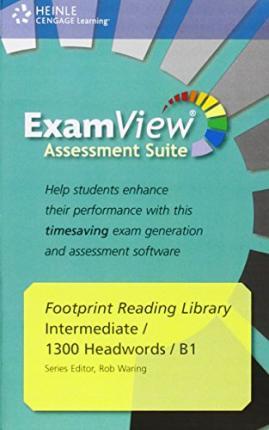 HEINLE
CENGAGE Learning™
ExamView®
Assessment Suite
Help students enhance
their performance with this
timesaving exam generation
and assessment software
Footprint Reading Library
Intermediate /
1300 Headwords / B1
Series Editor, Rob Waring